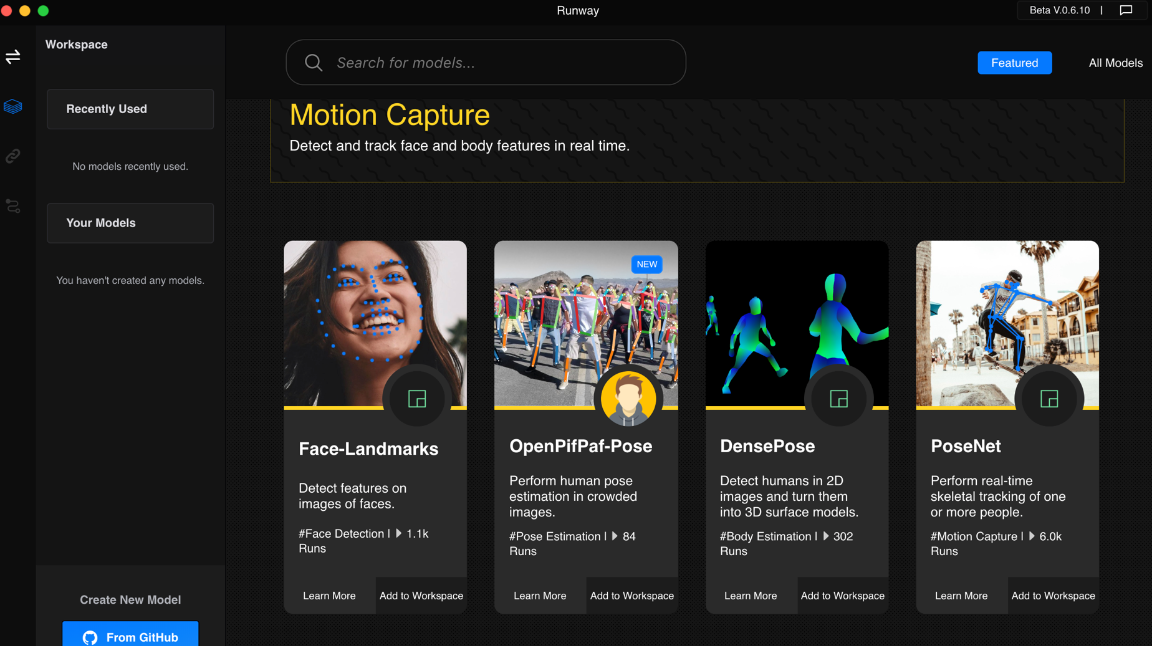 Runway
Beta V.0.6.10 |
Workspace
Search for models...
Featured
All Models
Recently Used
No models recently used.
Your Models
You haven't created any models.
Create New Model
From GitHub
Motion Capture
Detect and track face and body features in real time.
Face-Landmarks
Detect features on
images of faces.
#Face Detection | 1.1k
Runs
Learn More
Add to Workspace
NEW
OpenPifPaf-Pose
Perform human pose
estimation in crowded
images.
#Pose Estimation | 84
Runs
Learn More
Add to Workspace
DensePose
Detect humans in 2D
images and turn them
into 3D surface models.
#Body Estimation | 302
Runs
Learn More
Add to Workspace
PoseNet
Perform real-time
skeletal tracking of one
or more people.
#Motion Capture | 6.0k
Runs
Learn More
Add to Workspace